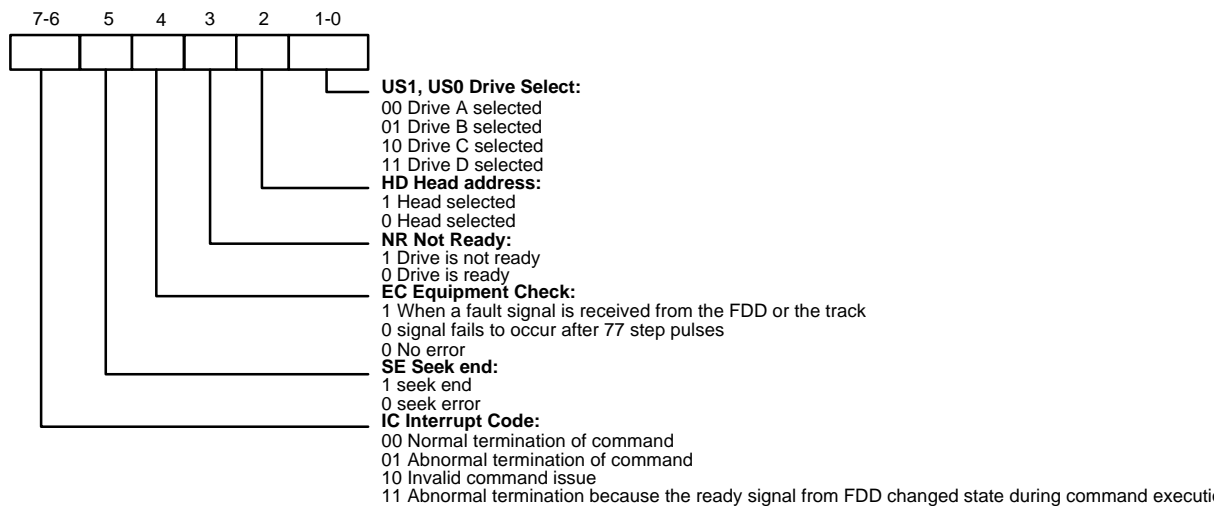 7-6 5 4 3 2 1-0
US1, US0 Drive Select:
00 Drive A selected
01 Drive B selected
10 Drive C selected
11 Drive D selected
HD Head address:
1 Head selected
0 Head selected
NR Not Ready:
1 Drive is not ready
0 Drive is ready
EC Equipment Check:
1 When a fault signal is received from the FDD or the track
0 signal fails to occur after 77 step pulses
0 No error
SE Seek end:
1 seek end
0 seek error
IC Interrupt Code:
00 Normal termination of command
01 Abnormal termination of command
10 Invalid command issue
11 Abnormal termination because the ready signal from FDD changed state during command